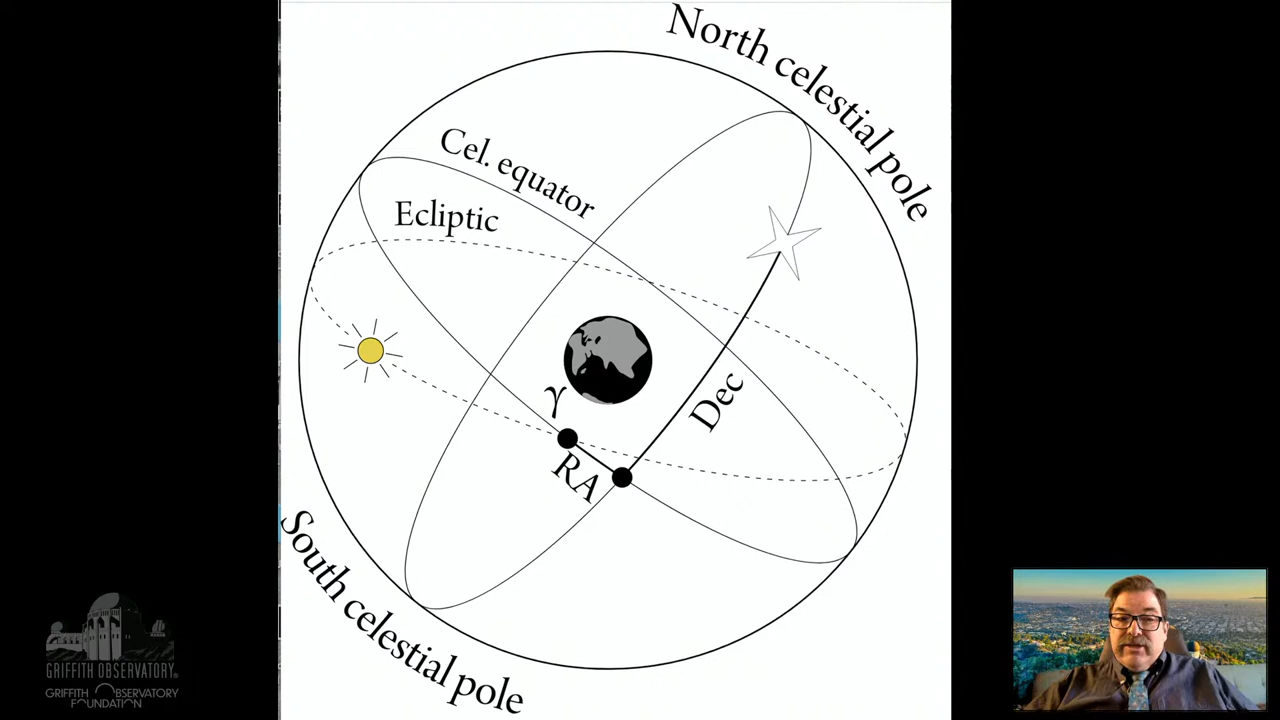 North celestial pole
Cel. equator
Ecliptic
γ
Dec
RA
South celestial pole
GRIFFITH OBSERVATORY
GRIFFITH OBSERVATORY
FOUNDATION